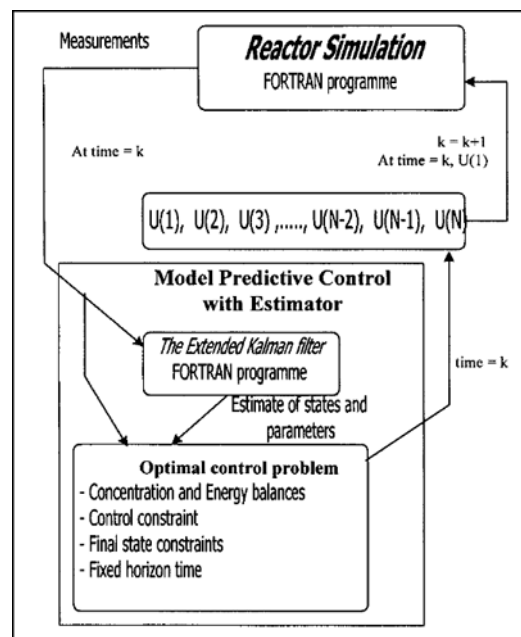 Measurements
Reactor Simulation
FORTRAN programme
At time = k
k = k+1
At time = k, U(1)
U(1), U(2), U(3) ,....., U(N-2), U(N-1), U(N)
Model Predictive Control
with Estimator
The Extended Kalman filter
FORTRAN programme
time = k
Estimate of states and
parameters
Optimal control problem
- Concentration and Energy balances
- Control constraint
- Final state constraints
- Fixed horizon time